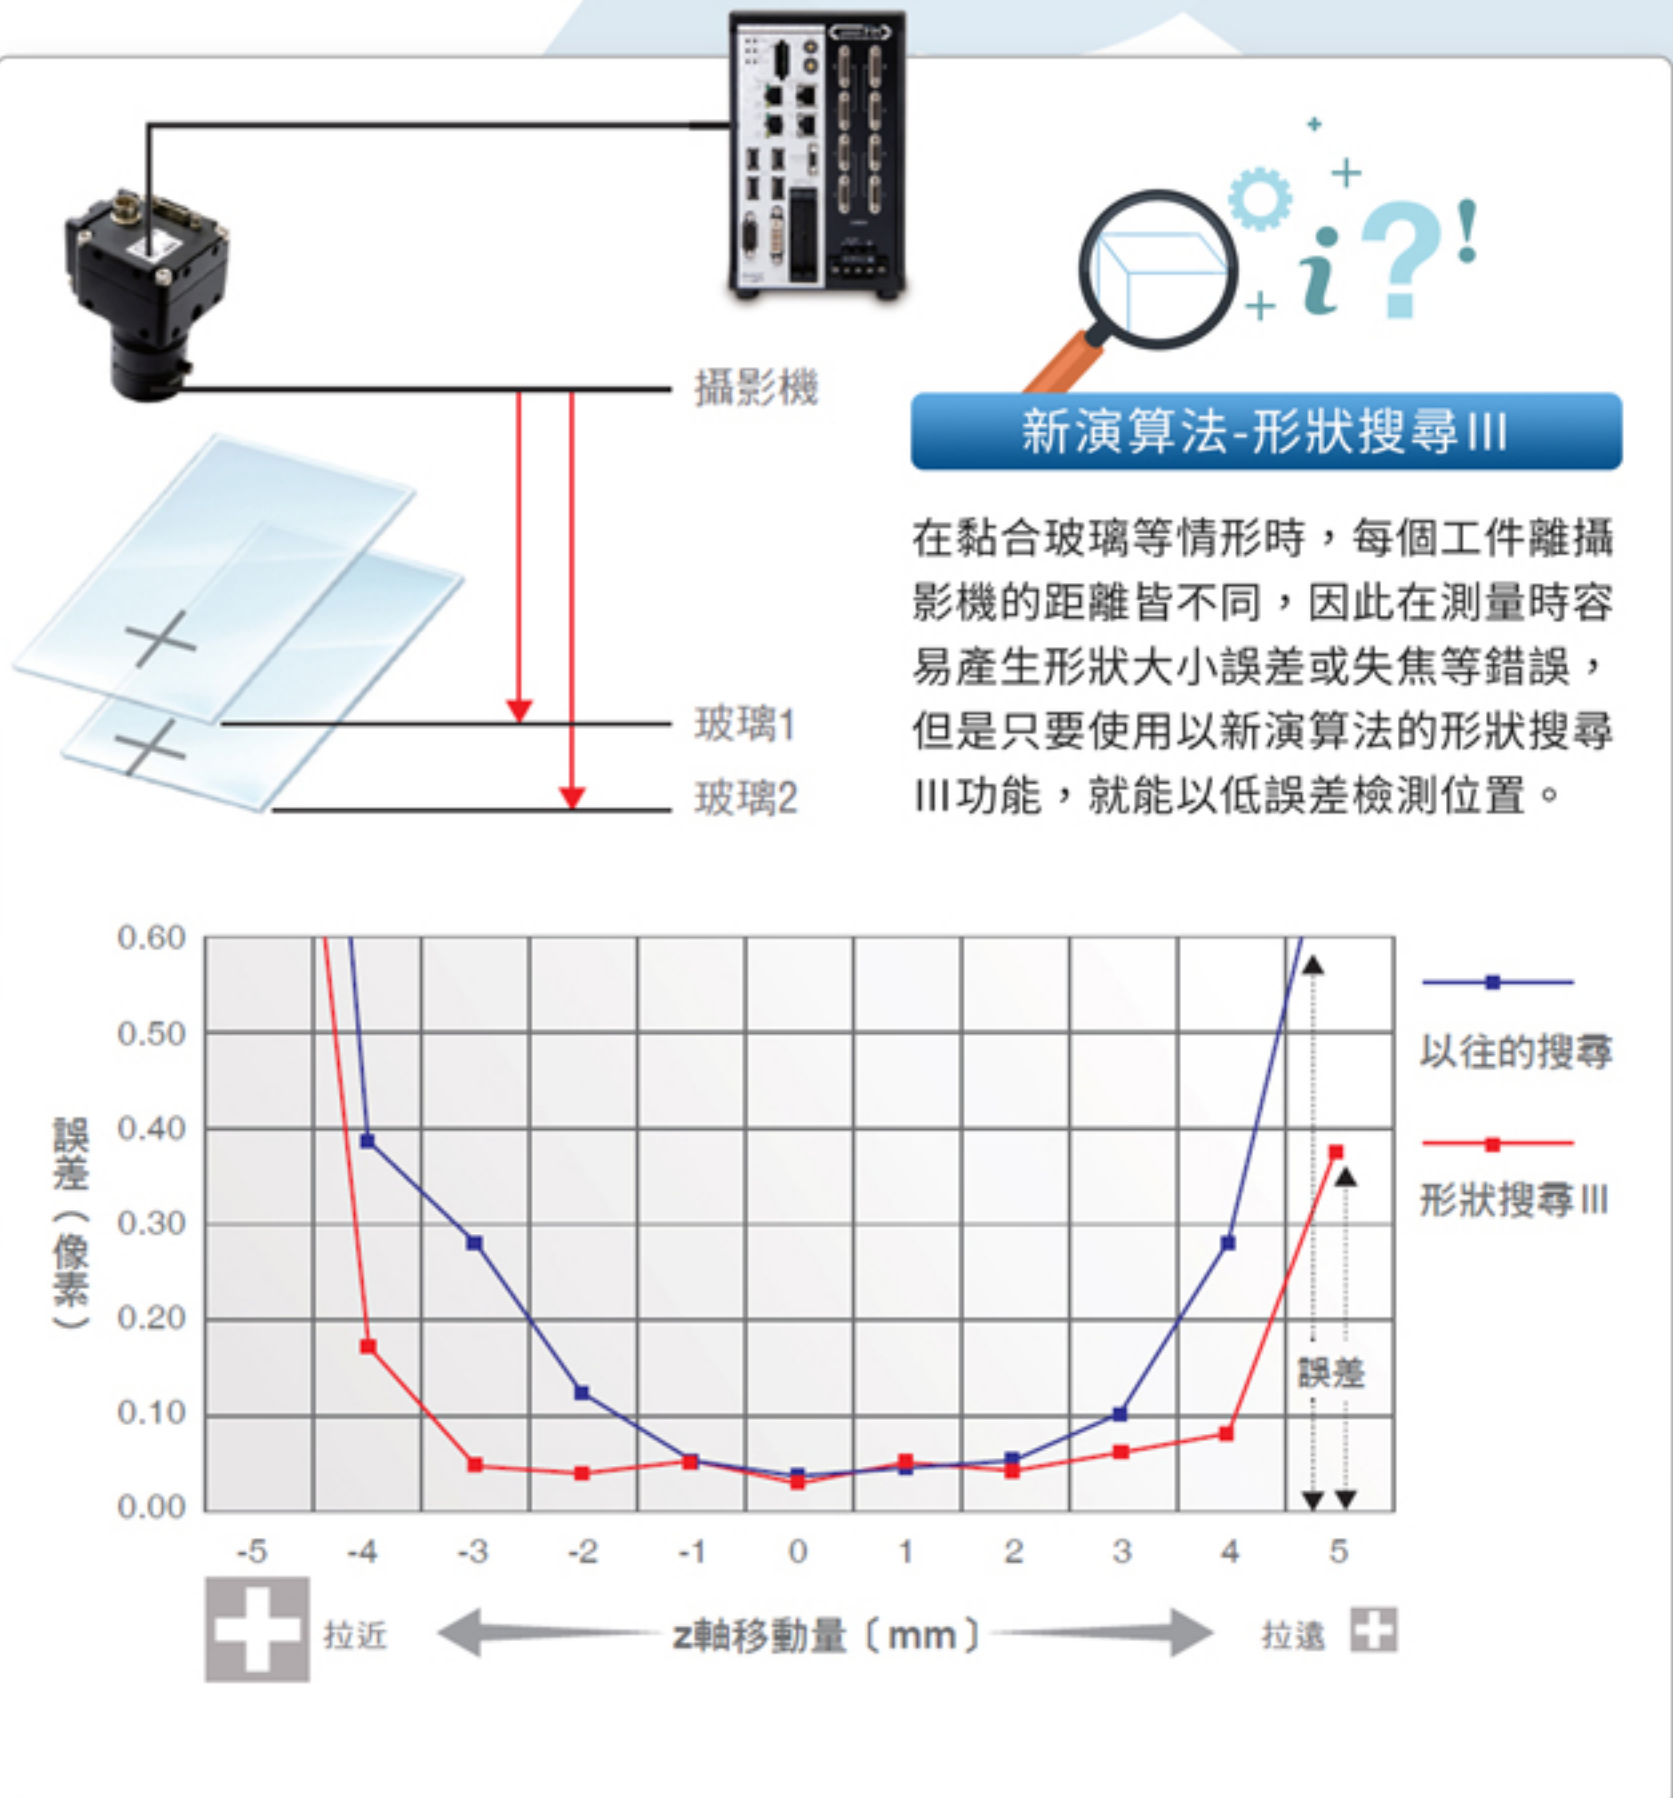 攝影機
玻璃1
玻璃2
i?!
新演算法-形狀搜尋III
在黏合玻璃等情形時，每個工件離攝
影機的距離皆不同，因此在測量時容
易產生形狀大小誤差或失焦等錯誤，
但是只要使用以新演算法的形狀搜尋
III功能，就能以低誤差檢測位置。
誤差(像素)
0.60
0.50
0.40
0.30
0.20
0.10
0.00
-5 -4 -3 -2 -1 0 1 2 3 4 5
誤差
以往的搜尋
形狀搜尋III
拉近 z軸移動量〔mm〕 拉遠